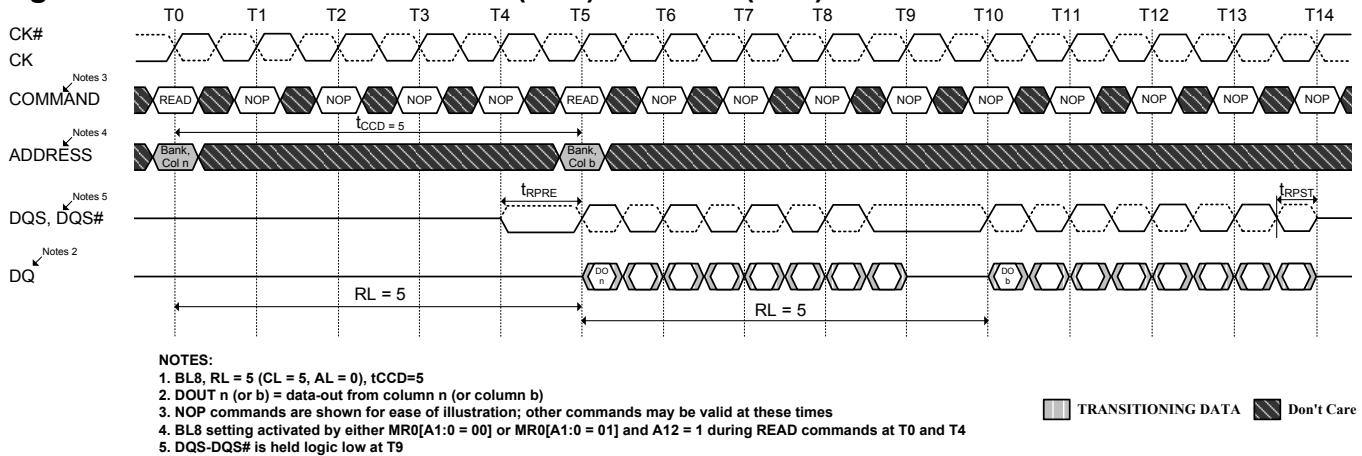 T0 T1 T2 T3 T4 T5 T6 T7 T8 T9 T10 T11 T12 T13 T14
CK#
CK
Notes 3
COMMAND READ NOP NOP NOP NOP READ NOP NOP NOP NOP NOP NOP NOP NOP NOP
tCCD = 5
Notes 4
ADDRESS
Bank, Col n
Bank, Col b
tRPRE
tRPST
Notes 5
DQS, DQS#
Notes 2
DQ
DO n
DO b
RL = 5
RL = 5
NOTES:
1. BL8, RL = 5 (CL = 5, AL = 0), tCCD=5
2. DOUT n (or b) = data-out from column n (or column b)
3. NOP commands are shown for ease of illustration; other commands may be valid at these times
4. BL8 setting activated by either MR0[A1:0 = 00] or MR0[A1:0 = 01] and A12 = 1 during READ commands at T0 and T4
5. DQS-DQS# is held logic low at T9
TRANSITIONING DATA Don't Care